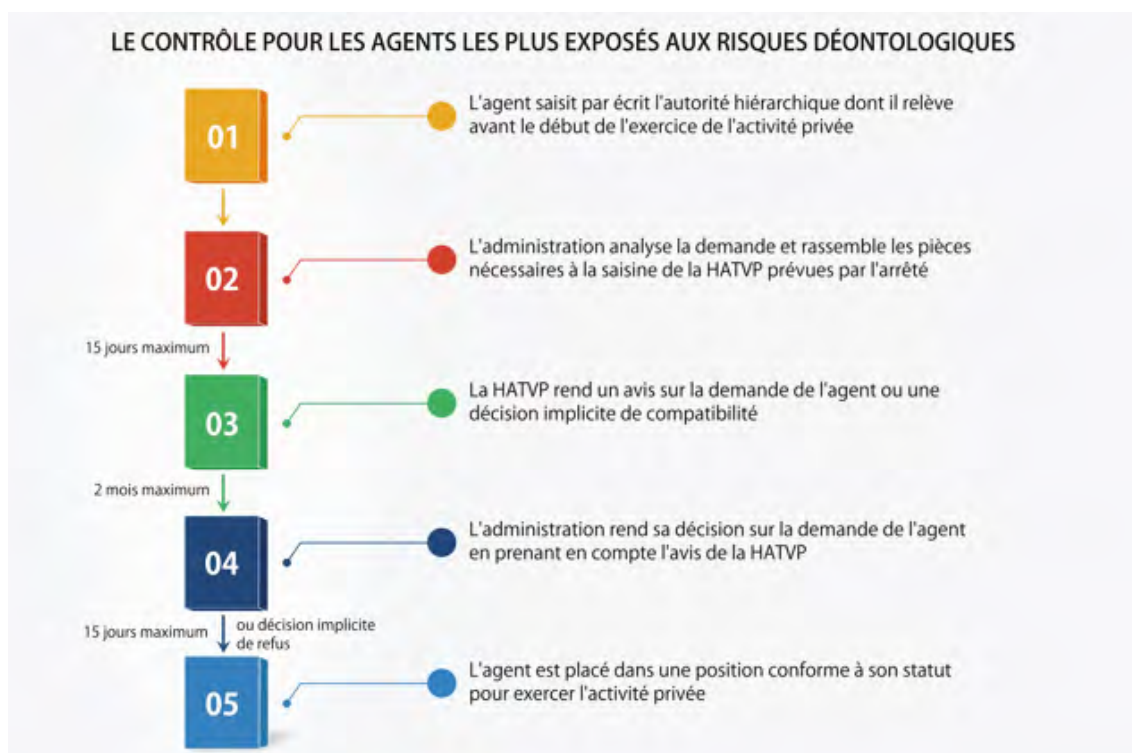 LE CONTRÔLE POUR LES AGENTS LES PLUS EXPOSÉS AUX RISQUES DÉONTOLOGIQUES
01
L'agent saisit par écrit l'autorité hiérarchique dont il relève
avant le début de l'exercice de l'activité privée
02
L'administration analyse la demande et rassemble les pièces
nécessaires à la saisine de la HATVP prévues par l'arrêté
15 jours maximum
03
La HATVP rend un avis sur la demande de l'agent ou une
décision implicite de compatibilité
2 mois maximum
04
L'administration rend sa décision sur la demande de l'agent
en prenant en compte l'avis de la HATVP
15 jours maximum
ou décision implicite
de refus
05
L'agent est placé dans une position conforme à son statut
pour exercer l'activité privée